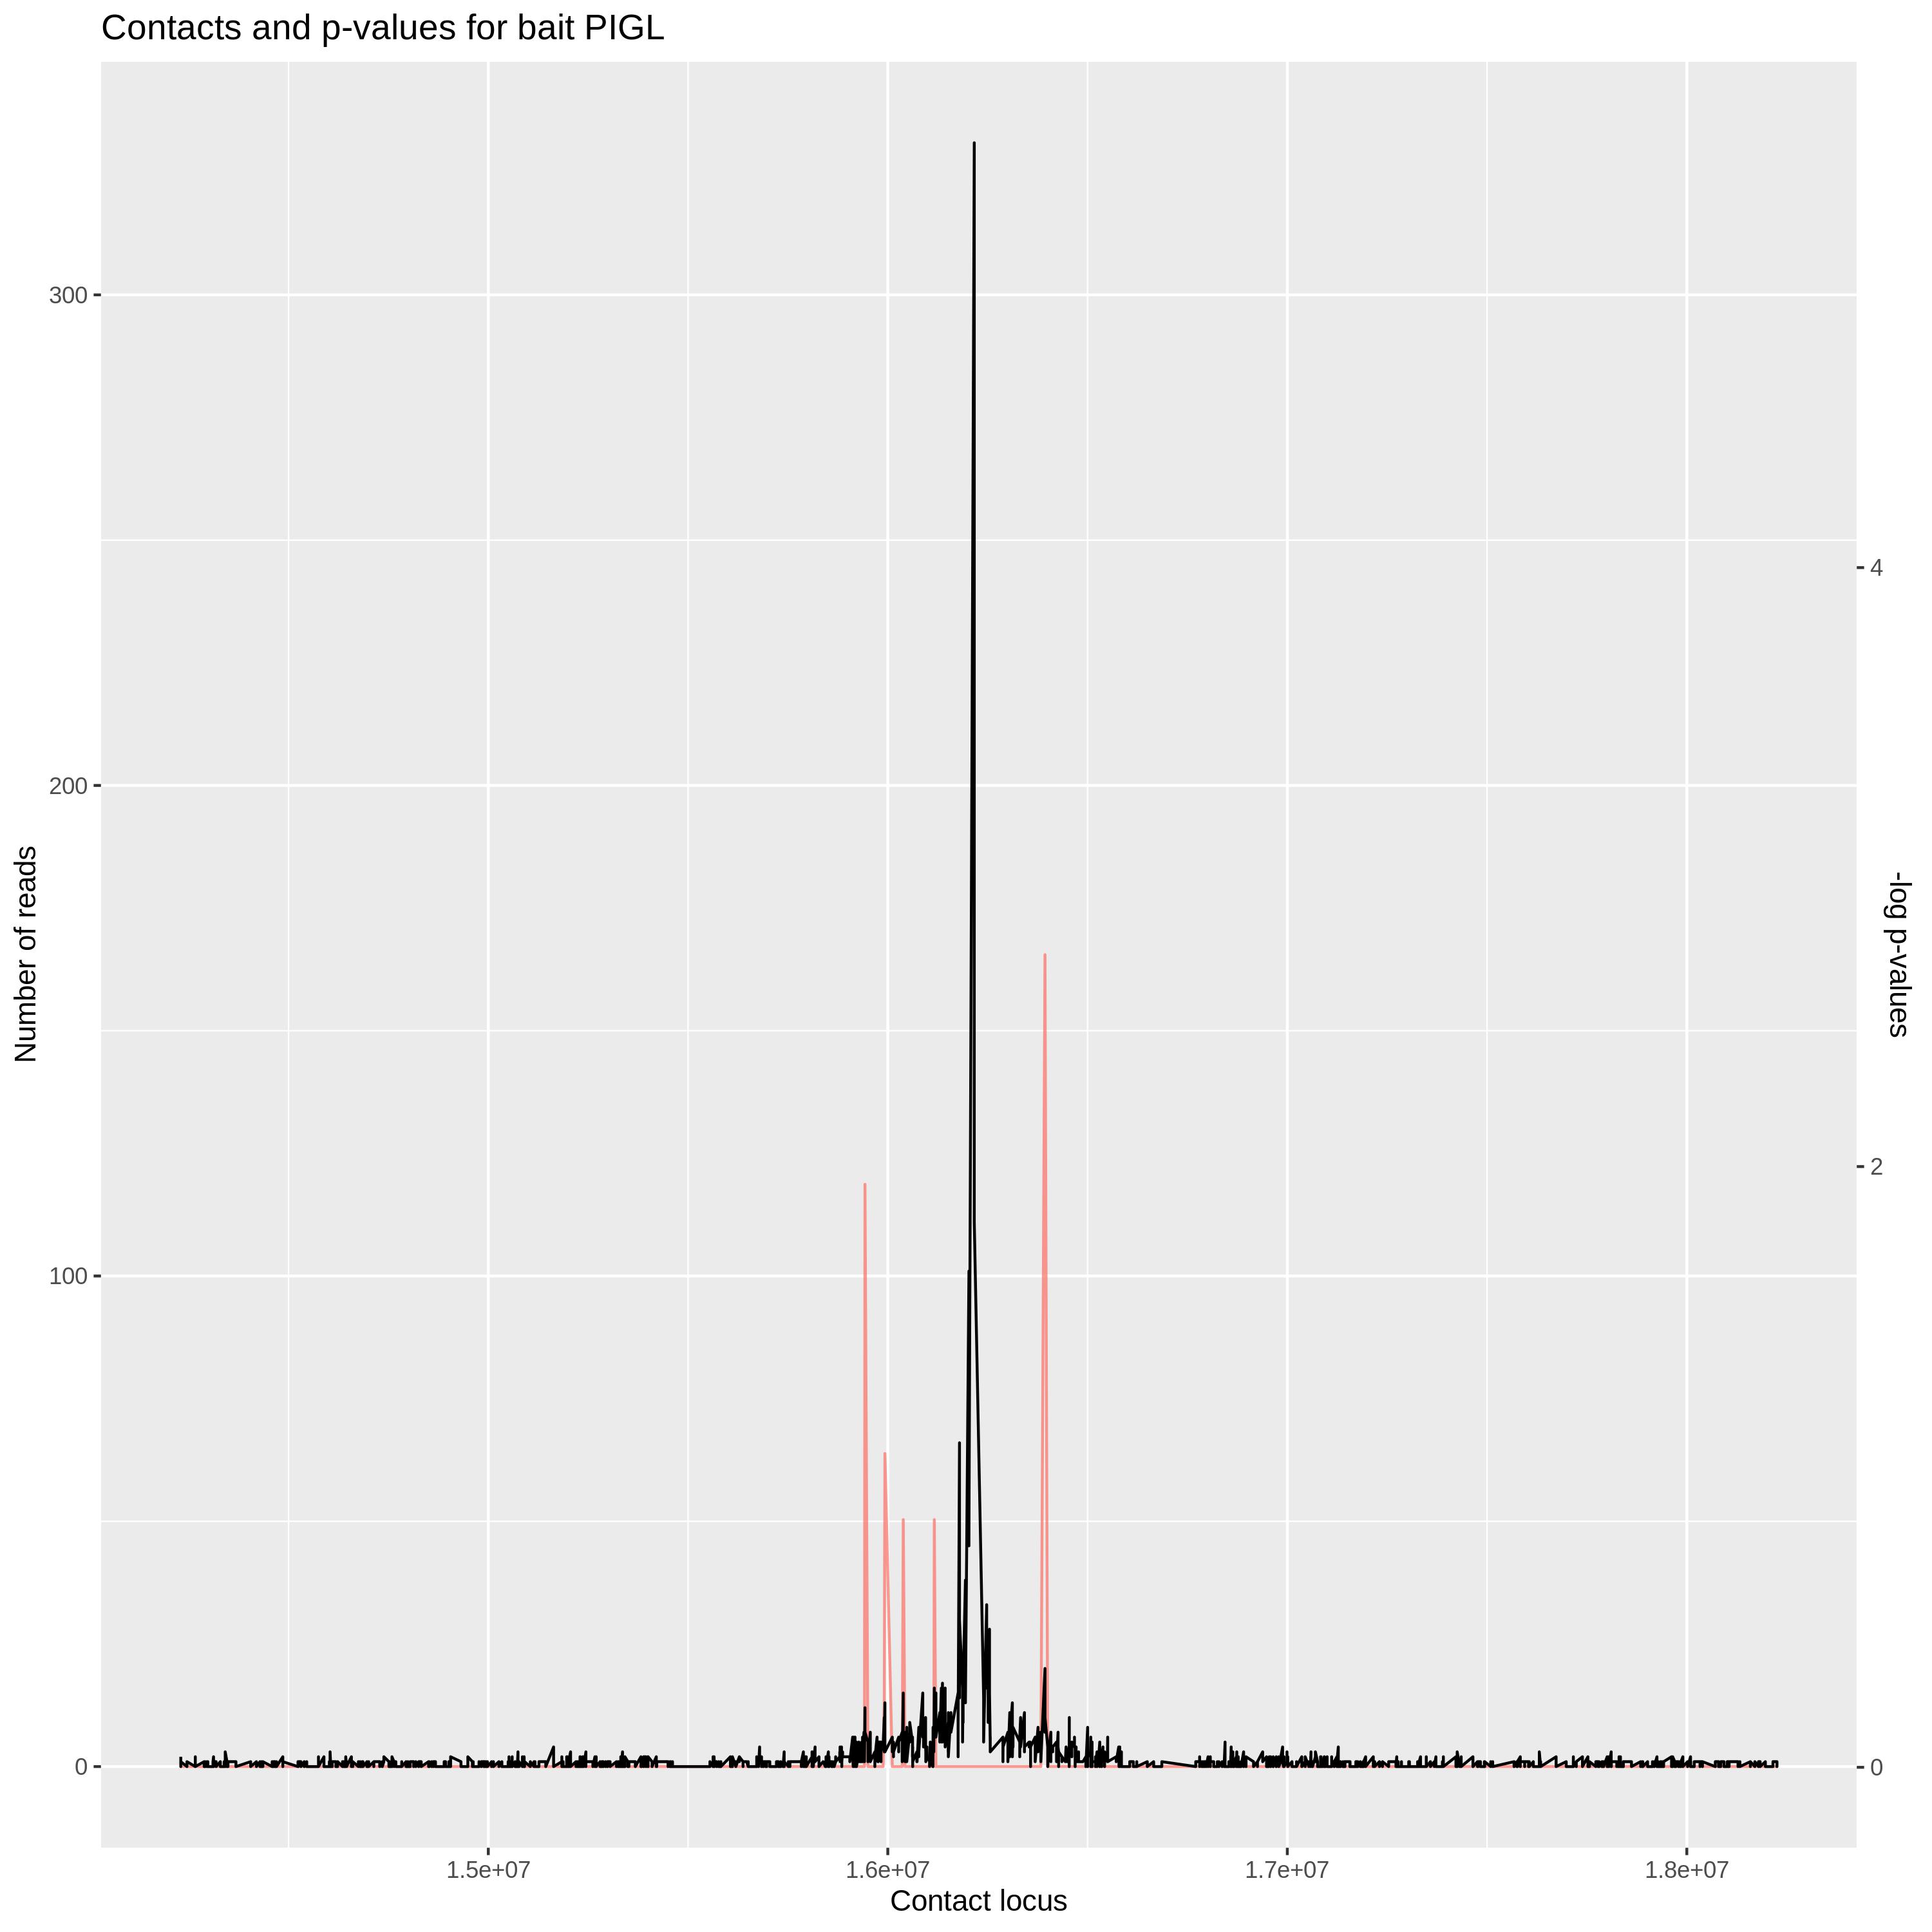 Contacts and p-values for bait PIGL
300
200
100
0
Number of reads
4
2
0
-log p-values
1.5e+07
1.6e+07
1.7e+07
1.8e+07
Contact locus